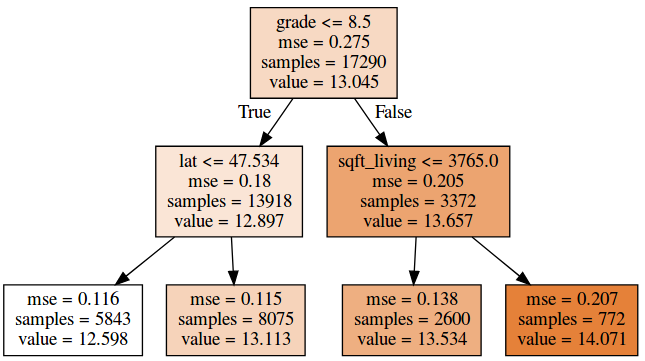 grade <= 8.5
mse = 0.275
samples = 17290
value = 13.045
True
False
lat <= 47.534
mse = 0.18
samples = 13918
value = 12.897
sqft_living <= 3765.0
mse = 0.205
samples = 3372
value = 13.657
mse = 0.116
samples = 5843
value = 12.598
mse = 0.115
samples = 8075
value = 13.113
mse = 0.138
samples = 2600
value = 13.534
mse = 0.207
samples = 772
value = 14.071